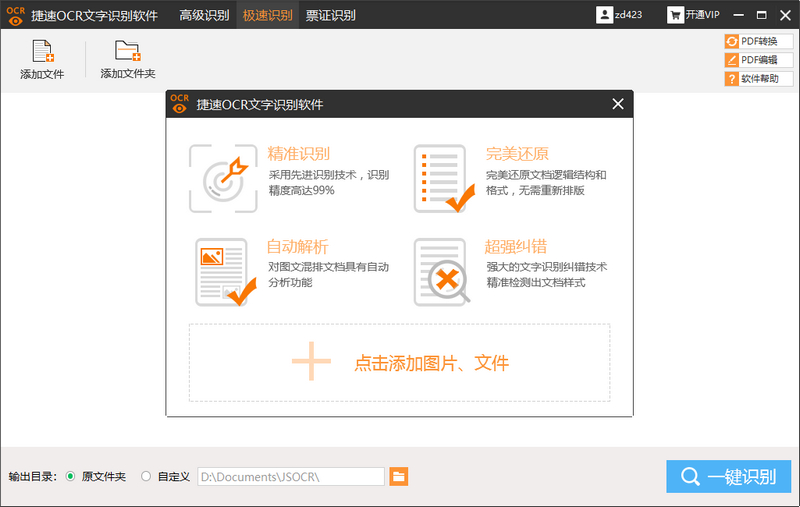 OCR 捷速OCR文字识别软件 高级识别 极速识别 票证识别 zd423 开通VIP
添加文件 添加文件夹
PDF转换
PDF编辑
? 软件帮助
OCR 捷速OCR文字识别软件
精准识别
采用先进识别技术，识别
精度高达99%
完美还原
完美还原文档逻辑结构和
格式，无需重新排版
自动解析
对图文混排文档具有自动
分析功能
超强纠错
强大的文字识别纠错技术
精准检测出文档样式
点击添加图片、文件
输出目录： 原文件夹 自定义 D:\Documents\JSOCR\ 一键识别